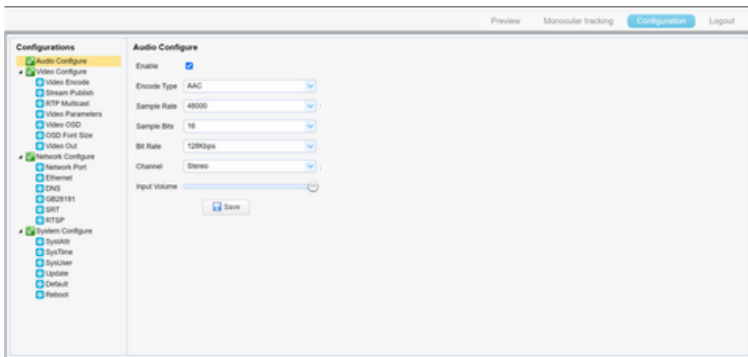 Preview Monocular tracking Configuration Logout
Configurations
Audio Configure
Video Configure
Video Encode
Stream Publish
RTP Multicast
Video Parameters
Video OSD
OSD Font Size
Video Out
Network Configure
Network Port
Ethernet
DNS
GB28181
SRT
RTSP
System Configure
SystAttr
SysTime
SysUser
Update
Default
Reboot
Audio Configure
Enable
Encode Type AAC
Sample Rate 48000
Sample Bits 16
Bit Rate 128Kbps
Channel Stereo
Input Volume
Save